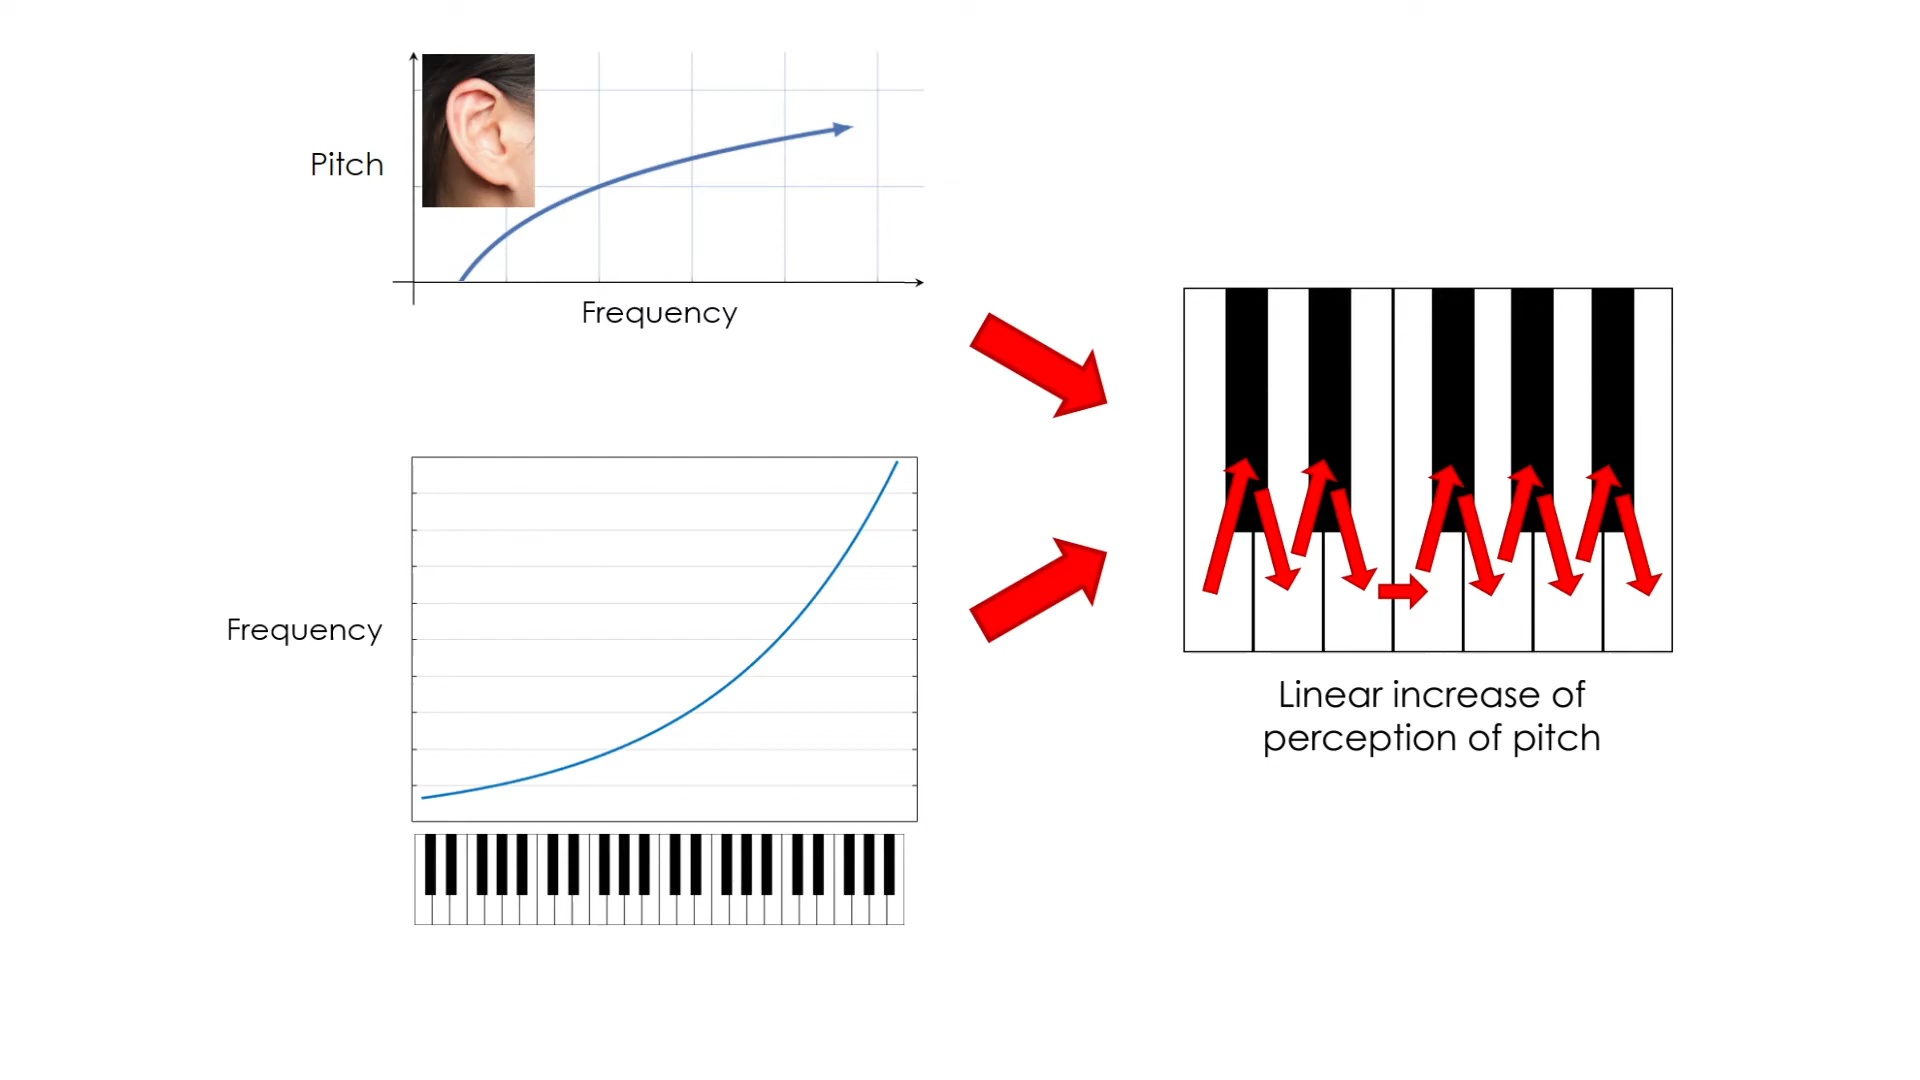 Pitch
Frequency
Frequency
Linear increase of
perception of pitch